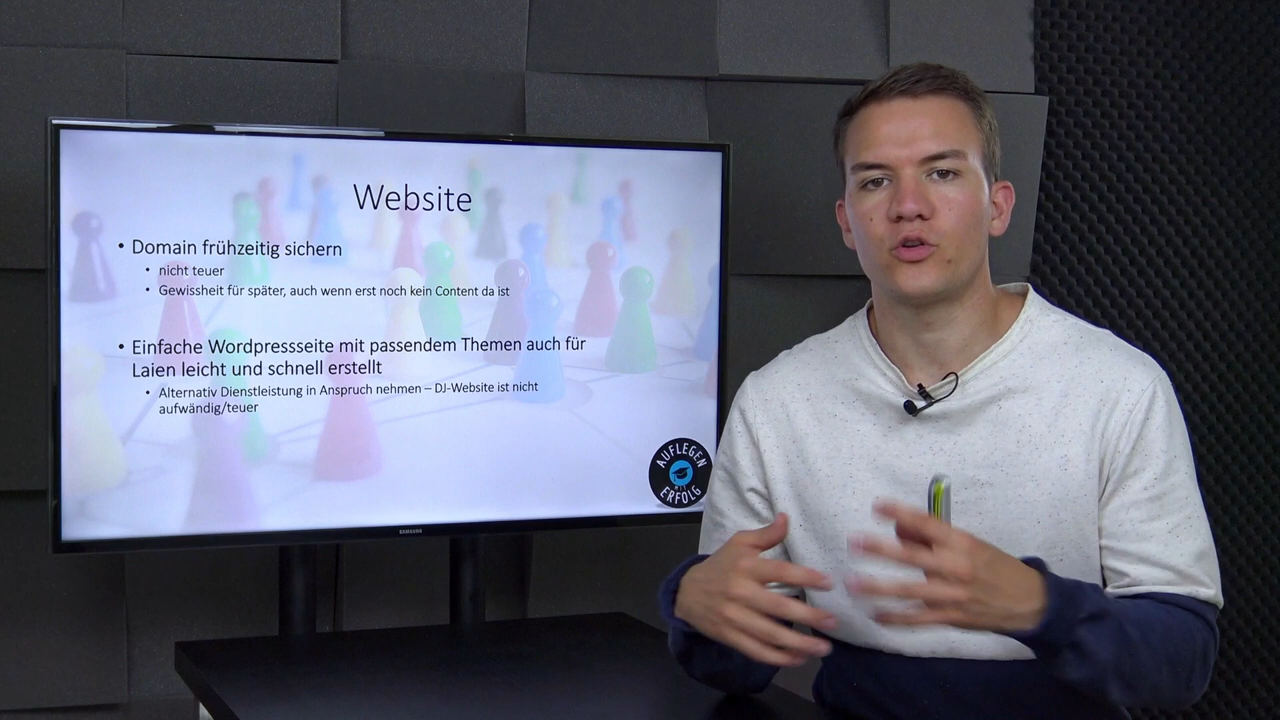 Website
• Domain frühzeitig sichern
• nicht teuer
• Gewissheit für später, auch wenn erst noch kein Content da ist
• Einfache Wordpressseite mit passendem Themen auch für
Laien leicht und schnell erstellt
• Alternativ Dienstleistung in Anspruch nehmen – DJ-Website ist nicht
aufwändig/teuer
AUFLEGEN
MIT
ERFOLG
SAMSUNG